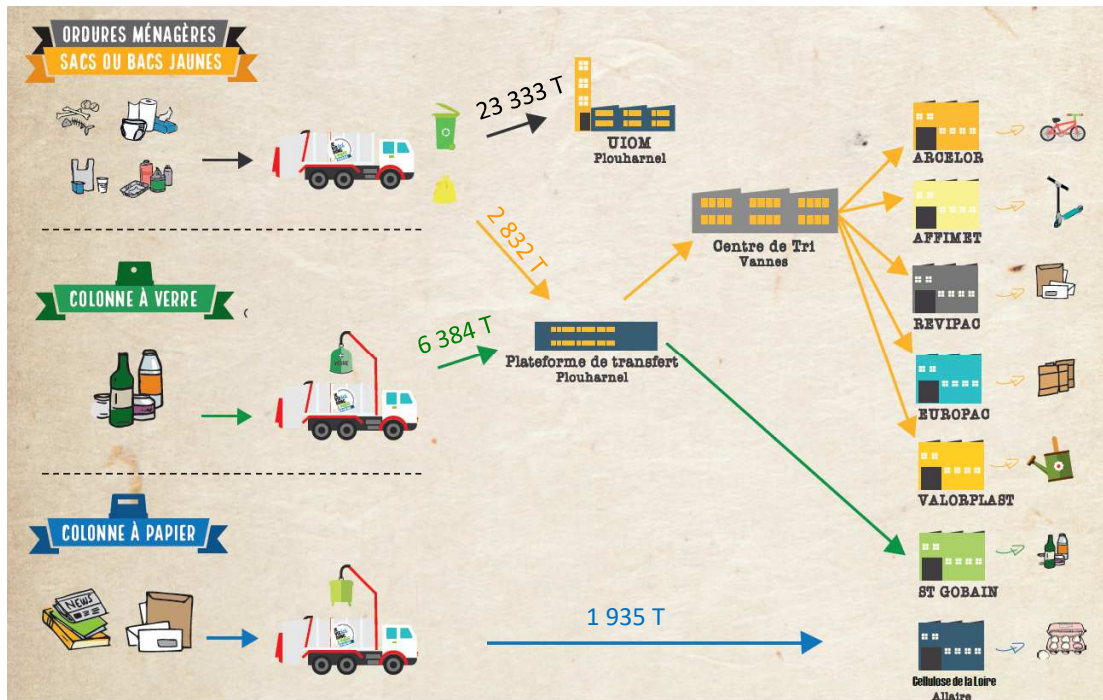 ORDURES MÉNAGÈRES
SACS OU BACS JAUNES
23 333 T
UIOM
Plouharnel
ARCELOR
2 832 T
Centre de Tri
Vannes
AFFIMET
COLONNE À VERRE
REVIPAC
VERRE
6 384 T
Plateforme de transfert
Plouharnel
EUROPAC
VALORPLAST
COLONNE À PAPIER
NEWS
1 935 T
ST GOBAIN
Cellulose de la Loire
Allaire